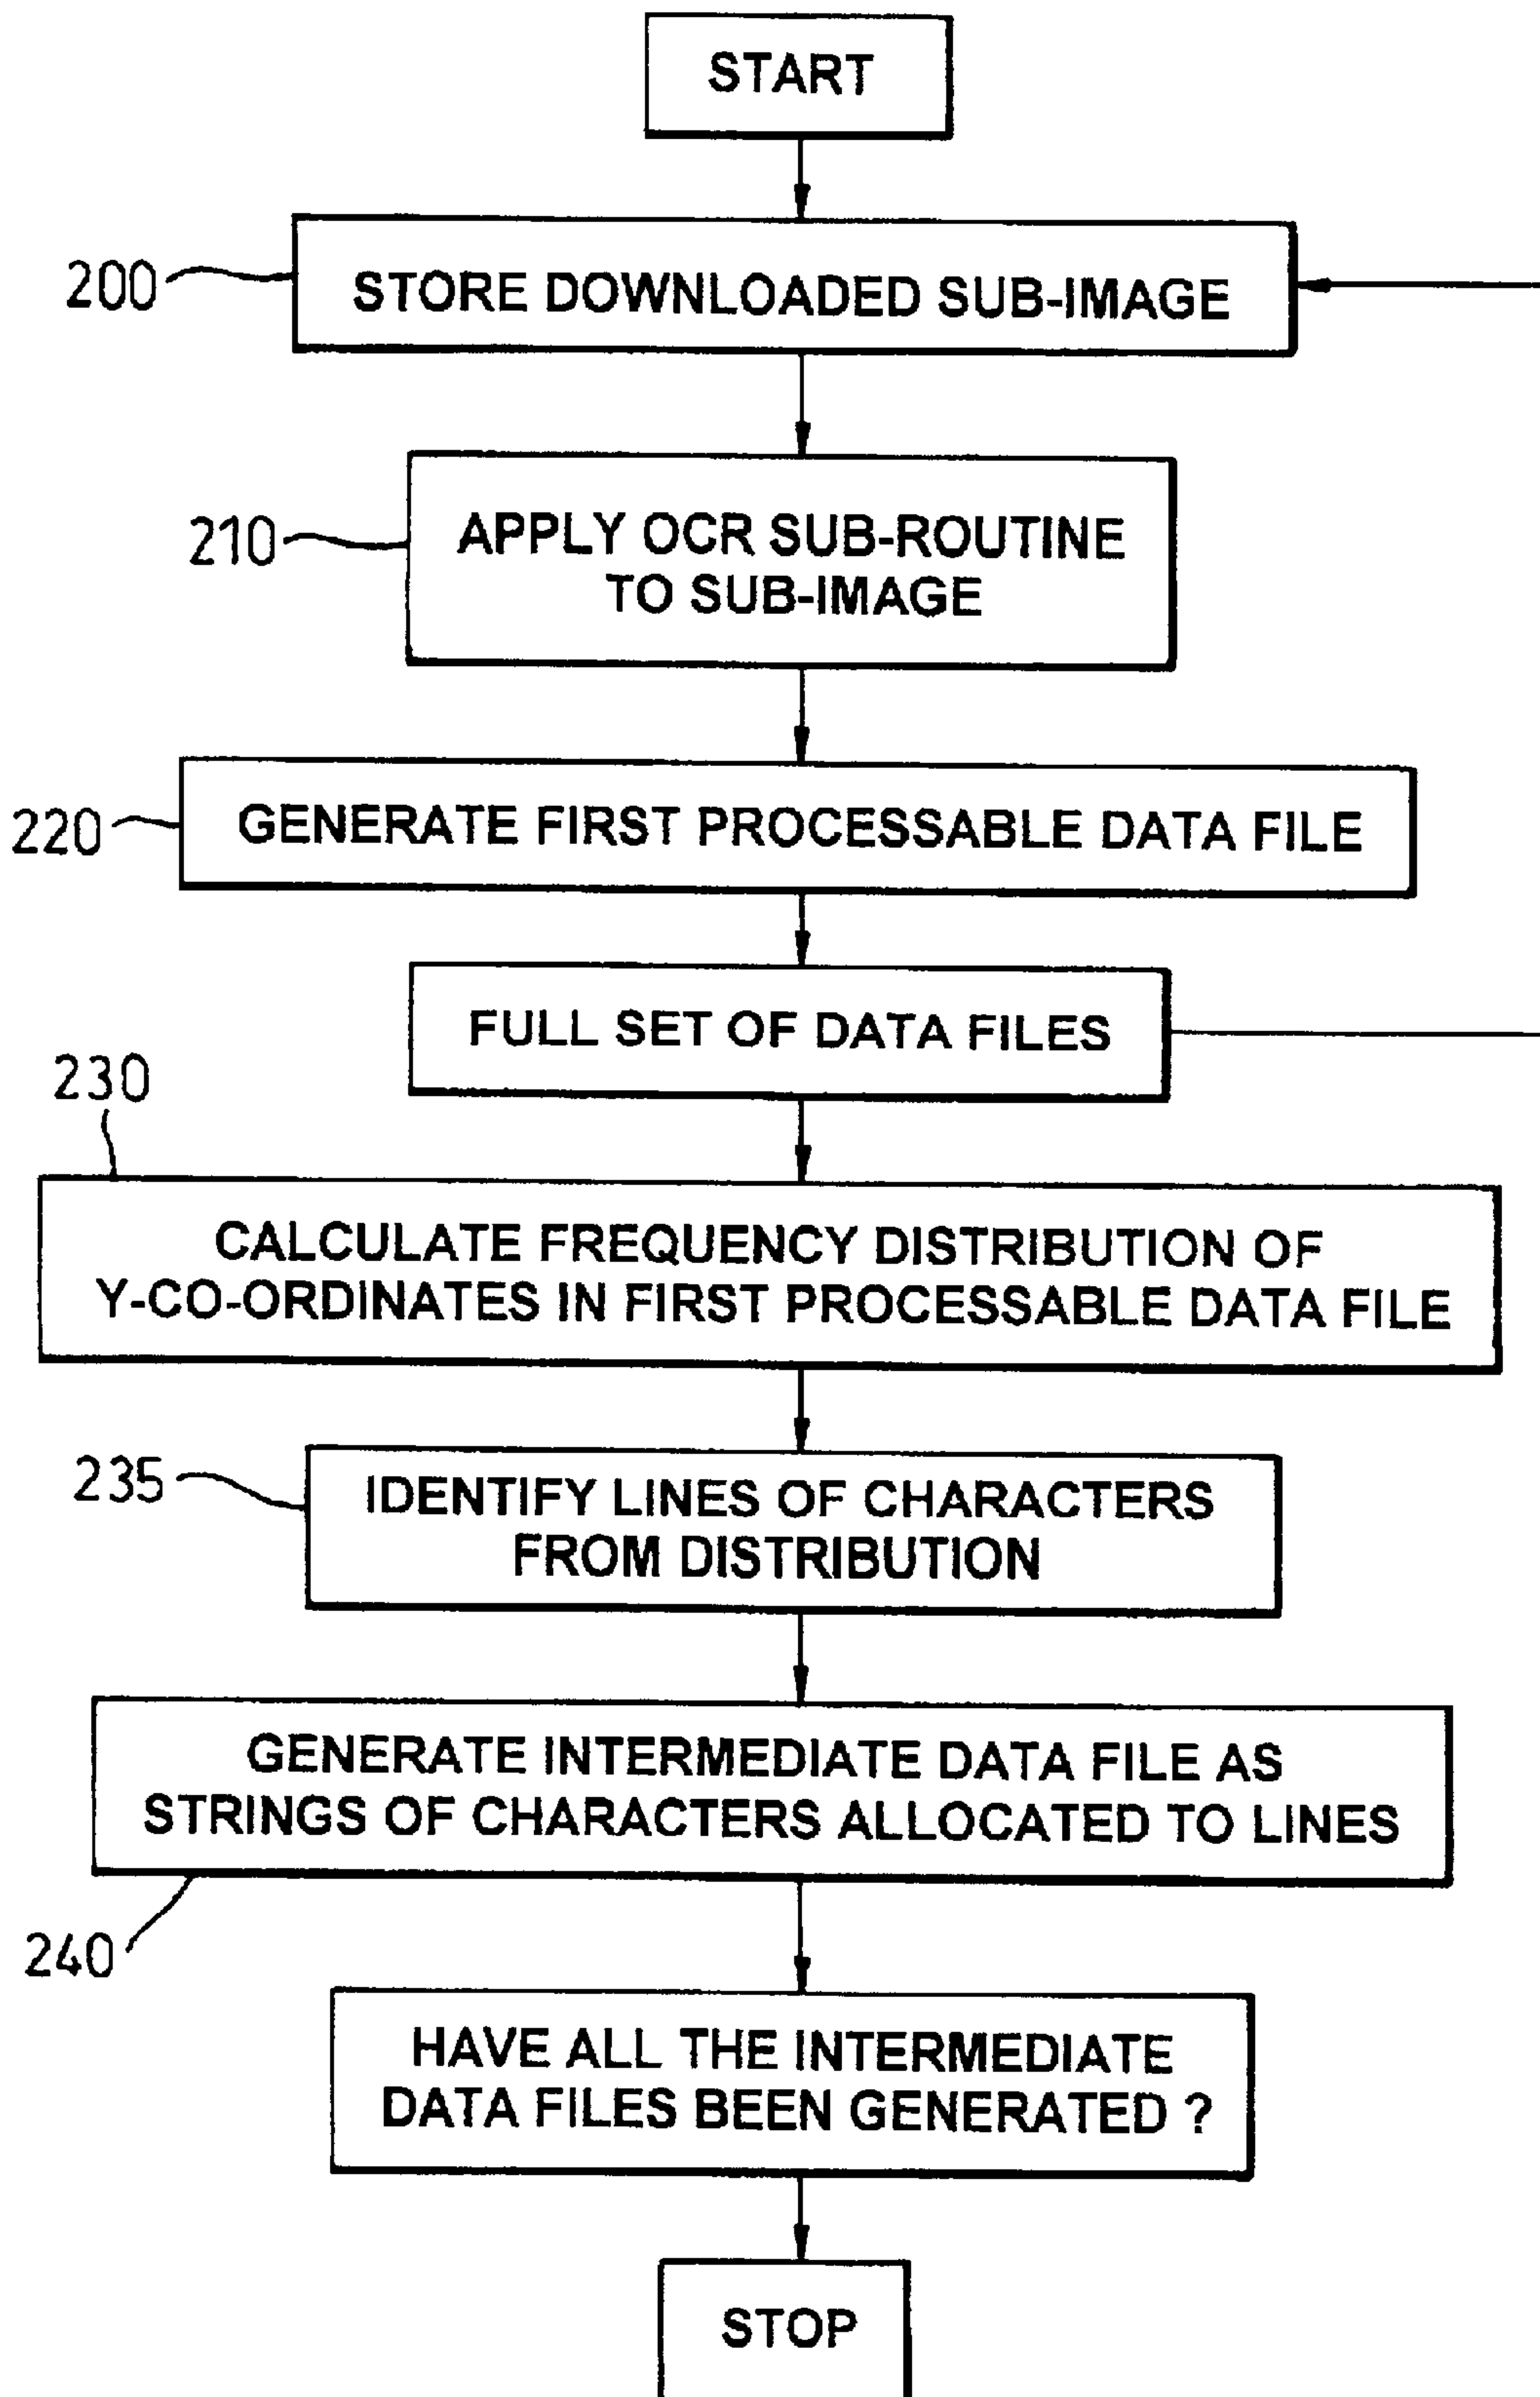 START
200
STORE DOWNLOADED SUB-IMAGE
210
APPLY OCR SUB-ROUTINE
TO SUB-IMAGE
220
GENERATE FIRST PROCESSABLE DATA FILE
FULL SET OF DATA FILES
230
CALCULATE FREQUENCY DISTRIBUTION OF
Y-CO-ORDINATES IN FIRST PROCESSABLE DATA FILE
235
IDENTIFY LINES OF CHARACTERS
FROM DISTRIBUTION
GENERATE INTERMEDIATE DATA FILE AS
STRINGS OF CHARACTERS ALLOCATED TO LINES
240
HAVE ALL THE INTERMEDIATE
DATA FILES BEEN GENERATED ?
STOP